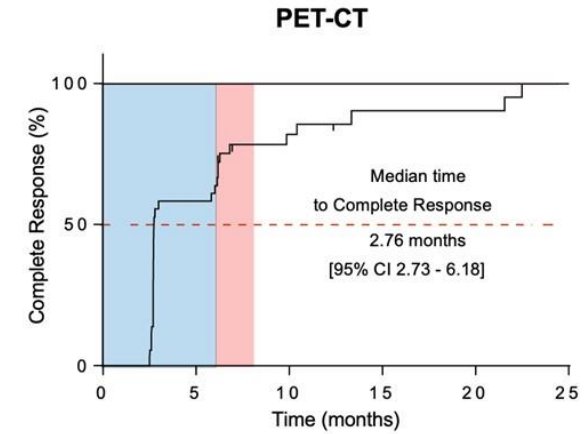 PET-CT
Complete Response (%)
100
50
0
Median time
to Complete Response
2.76 months
[95% CI 2.73 - 6.18]
0 5 10 15 20 25
Time (months)